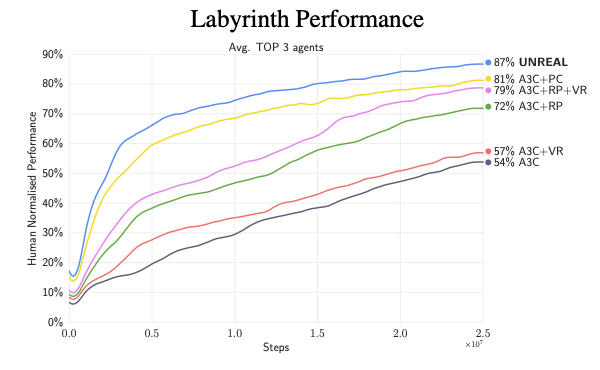 Labyrinth Performance
Avg. TOP 3 agents
90%
80%
70%
60%
50%
40%
30%
20%
10%
0%
Human Normalised Performance
87% UNREAL
81% A3C+PC
79% A3C+RP+VR
72% A3C+RP
57% A3C+VR
54% A3C
0.0 0.5 1.0 1.5 2.0 2.5
×10⁷
Steps